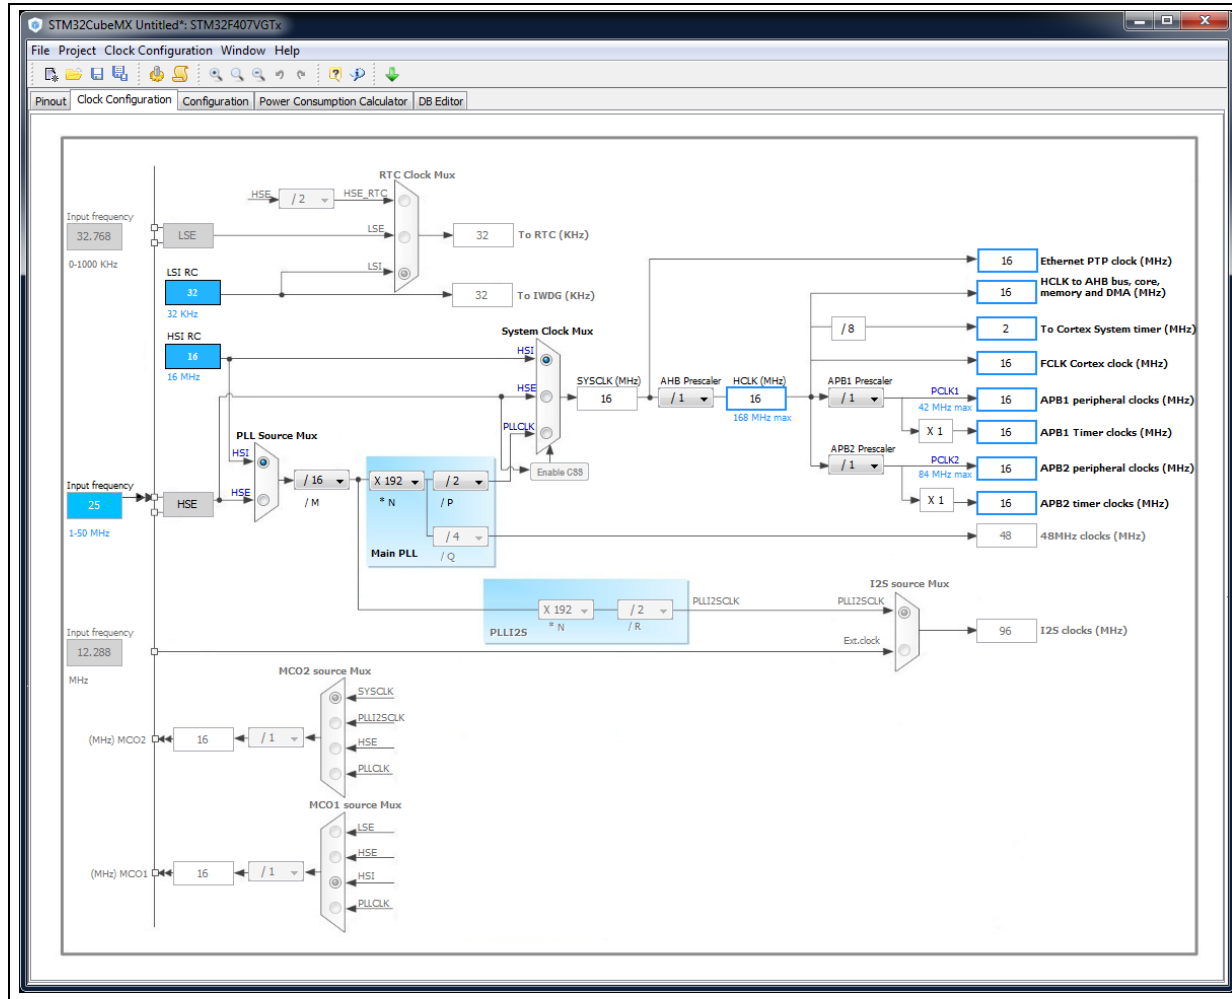 STM32CubeMX Untitled*: STM32F407VGTx
File Project Clock Configuration Window Help
Pinout Clock Configuration Configuration Power Consumption Calculator DB Editor
RTC Clock Mux
HSE / 2 HSE_RTC
Input frequency
32.768 LSE LSE 32 To RTC (KHz)
0-1000 KHz
LSI RC LSI
32 32 To IWDG (KHz)
32 KHz
16 Ethernet PTP clock (MHz)
HCLK to AHB bus, core,
16 memory and DMA (MHz)
/ 8 2 To Cortex System timer (MHz)
HSI RC System Clock Mux
16 HSI 16 FCLK Cortex clock (MHz)
16 MHz
SYSCLK (MHz) AHB Prescaler HCLK (MHz) APB1 Prescaler PCLK1
HSE 16 / 1 16 / 1 16 APB1 peripheral clocks (MHz)
168 MHz max 42 MHz max
PLLCLK X 1 16 APB1 Timer clocks (MHz)
PLL Source Mux APB2 Prescaler
HSI PCLK2
/ 1 16 APB2 peripheral clocks (MHz)
Enable CSS 84 MHz max
Input frequency / 16 X 192 / 2
25 HSE HSE / M * N / P X 1 16 APB2 timer clocks (MHz)
1-50 MHz
/ 4 48 48MHz clocks (MHz)
Main PLL / Q
I2S source Mux
X 192 / 2 PLLI2SCLK PLLI2SCLK
PLLI2S * N / R 96 I2S clocks (MHz)
Input frequency
12.288 Ext.clock
MHz
MCO2 source Mux
SYSCLK
PLLI2SCLK
(MHz) MCO2 16 / 1
HSE
PLLCLK
MCO1 source Mux
LSE
HSE
(MHz) MCO1 16 / 1 HSI
PLLCLK